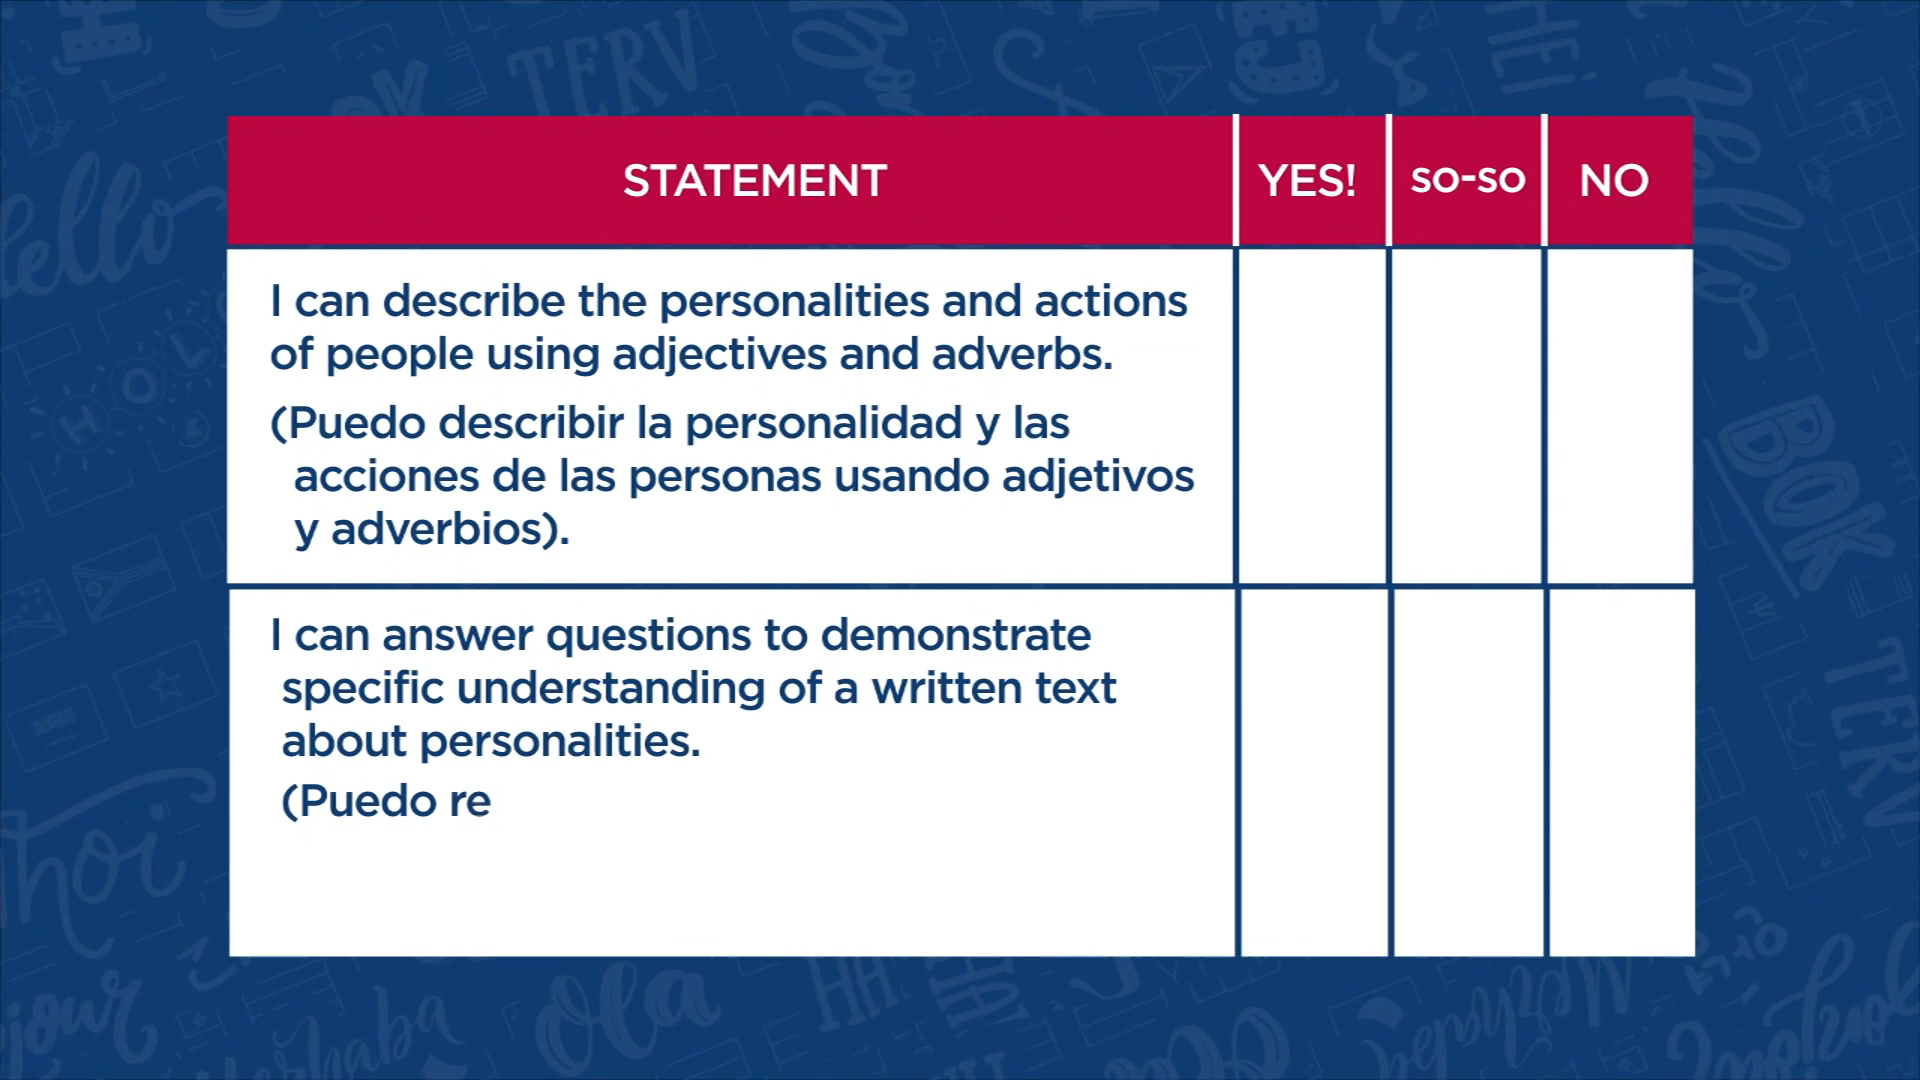 STATEMENT YES! so-so NO
I can describe the personalities and actions
of people using adjectives and adverbs.
(Puedo describir la personalidad y las
acciones de las personas usando adjetivos
y adverbios).
I can answer questions to demonstrate
specific understanding of a written text
about personalities.
(Puedo re